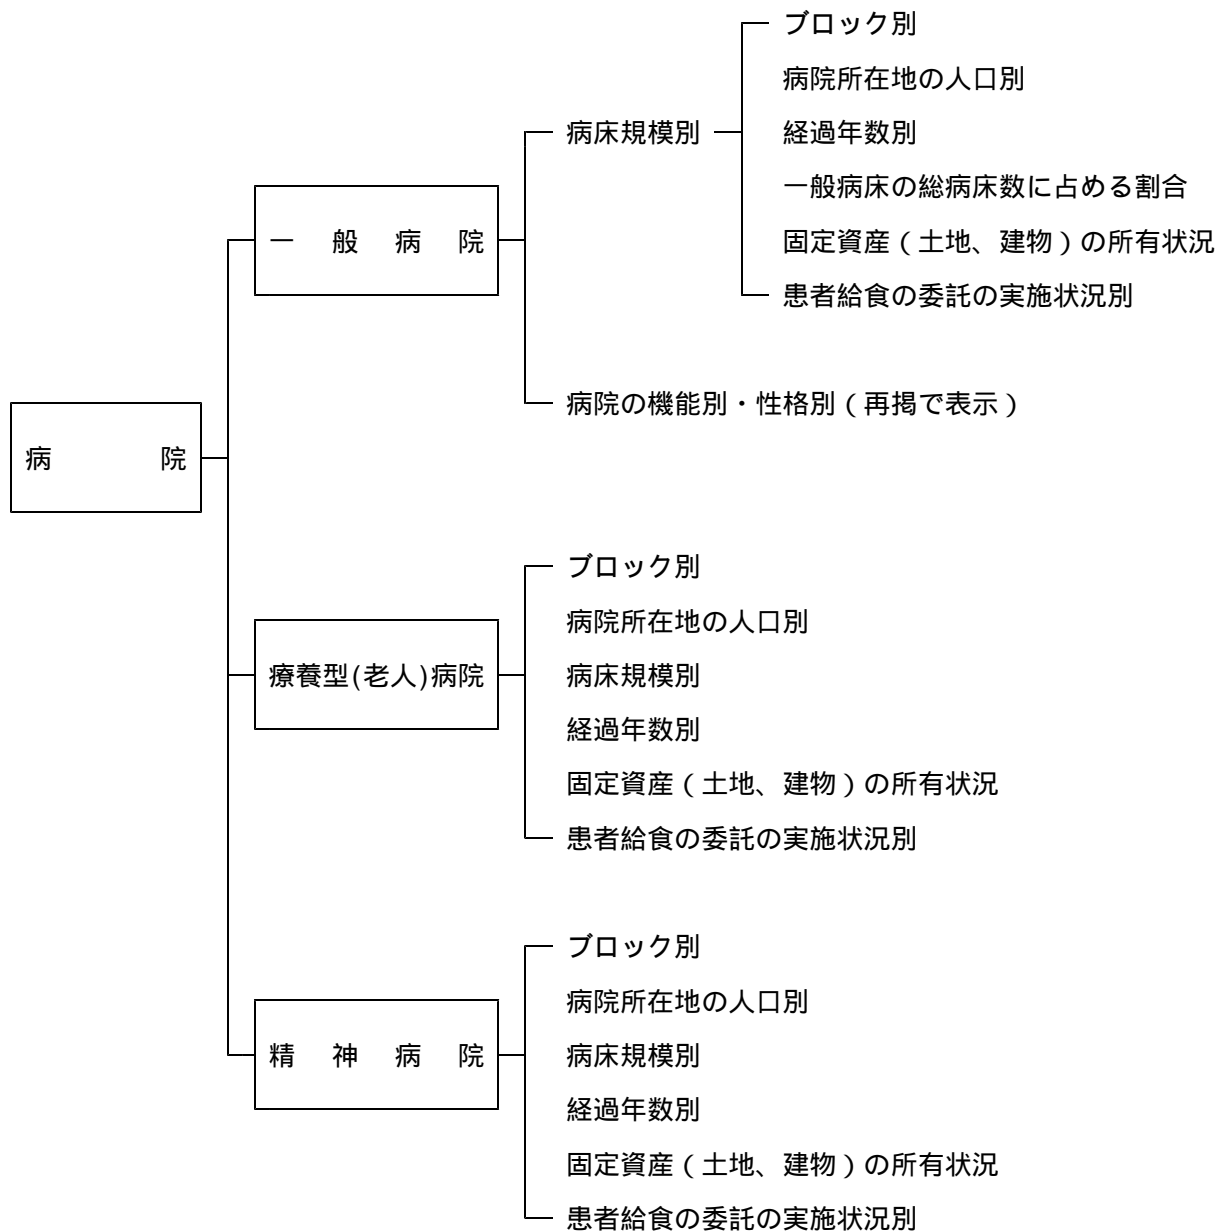 ブロック別
病院所在地の人口別
病床規模別
経過年数別
一般病床の総病床数に占める割合
一般病院
固定資産(土地、建物)の所有状況
患者給食の委託の実施状況別
病院の機能別・性格別(再掲で表示)
病院
ブロック別
病院所在地の人口別
療養型(老人)病院
病床規模別
経過年数別
固定資産(土地、建物)の所有状況
患者給食の委託の実施状況別
ブロック別
病院所在地の人口別
精神病院
病床規模別
経過年数別
固定資産(土地、建物)の所有状況
患者給食の委託の実施状況別